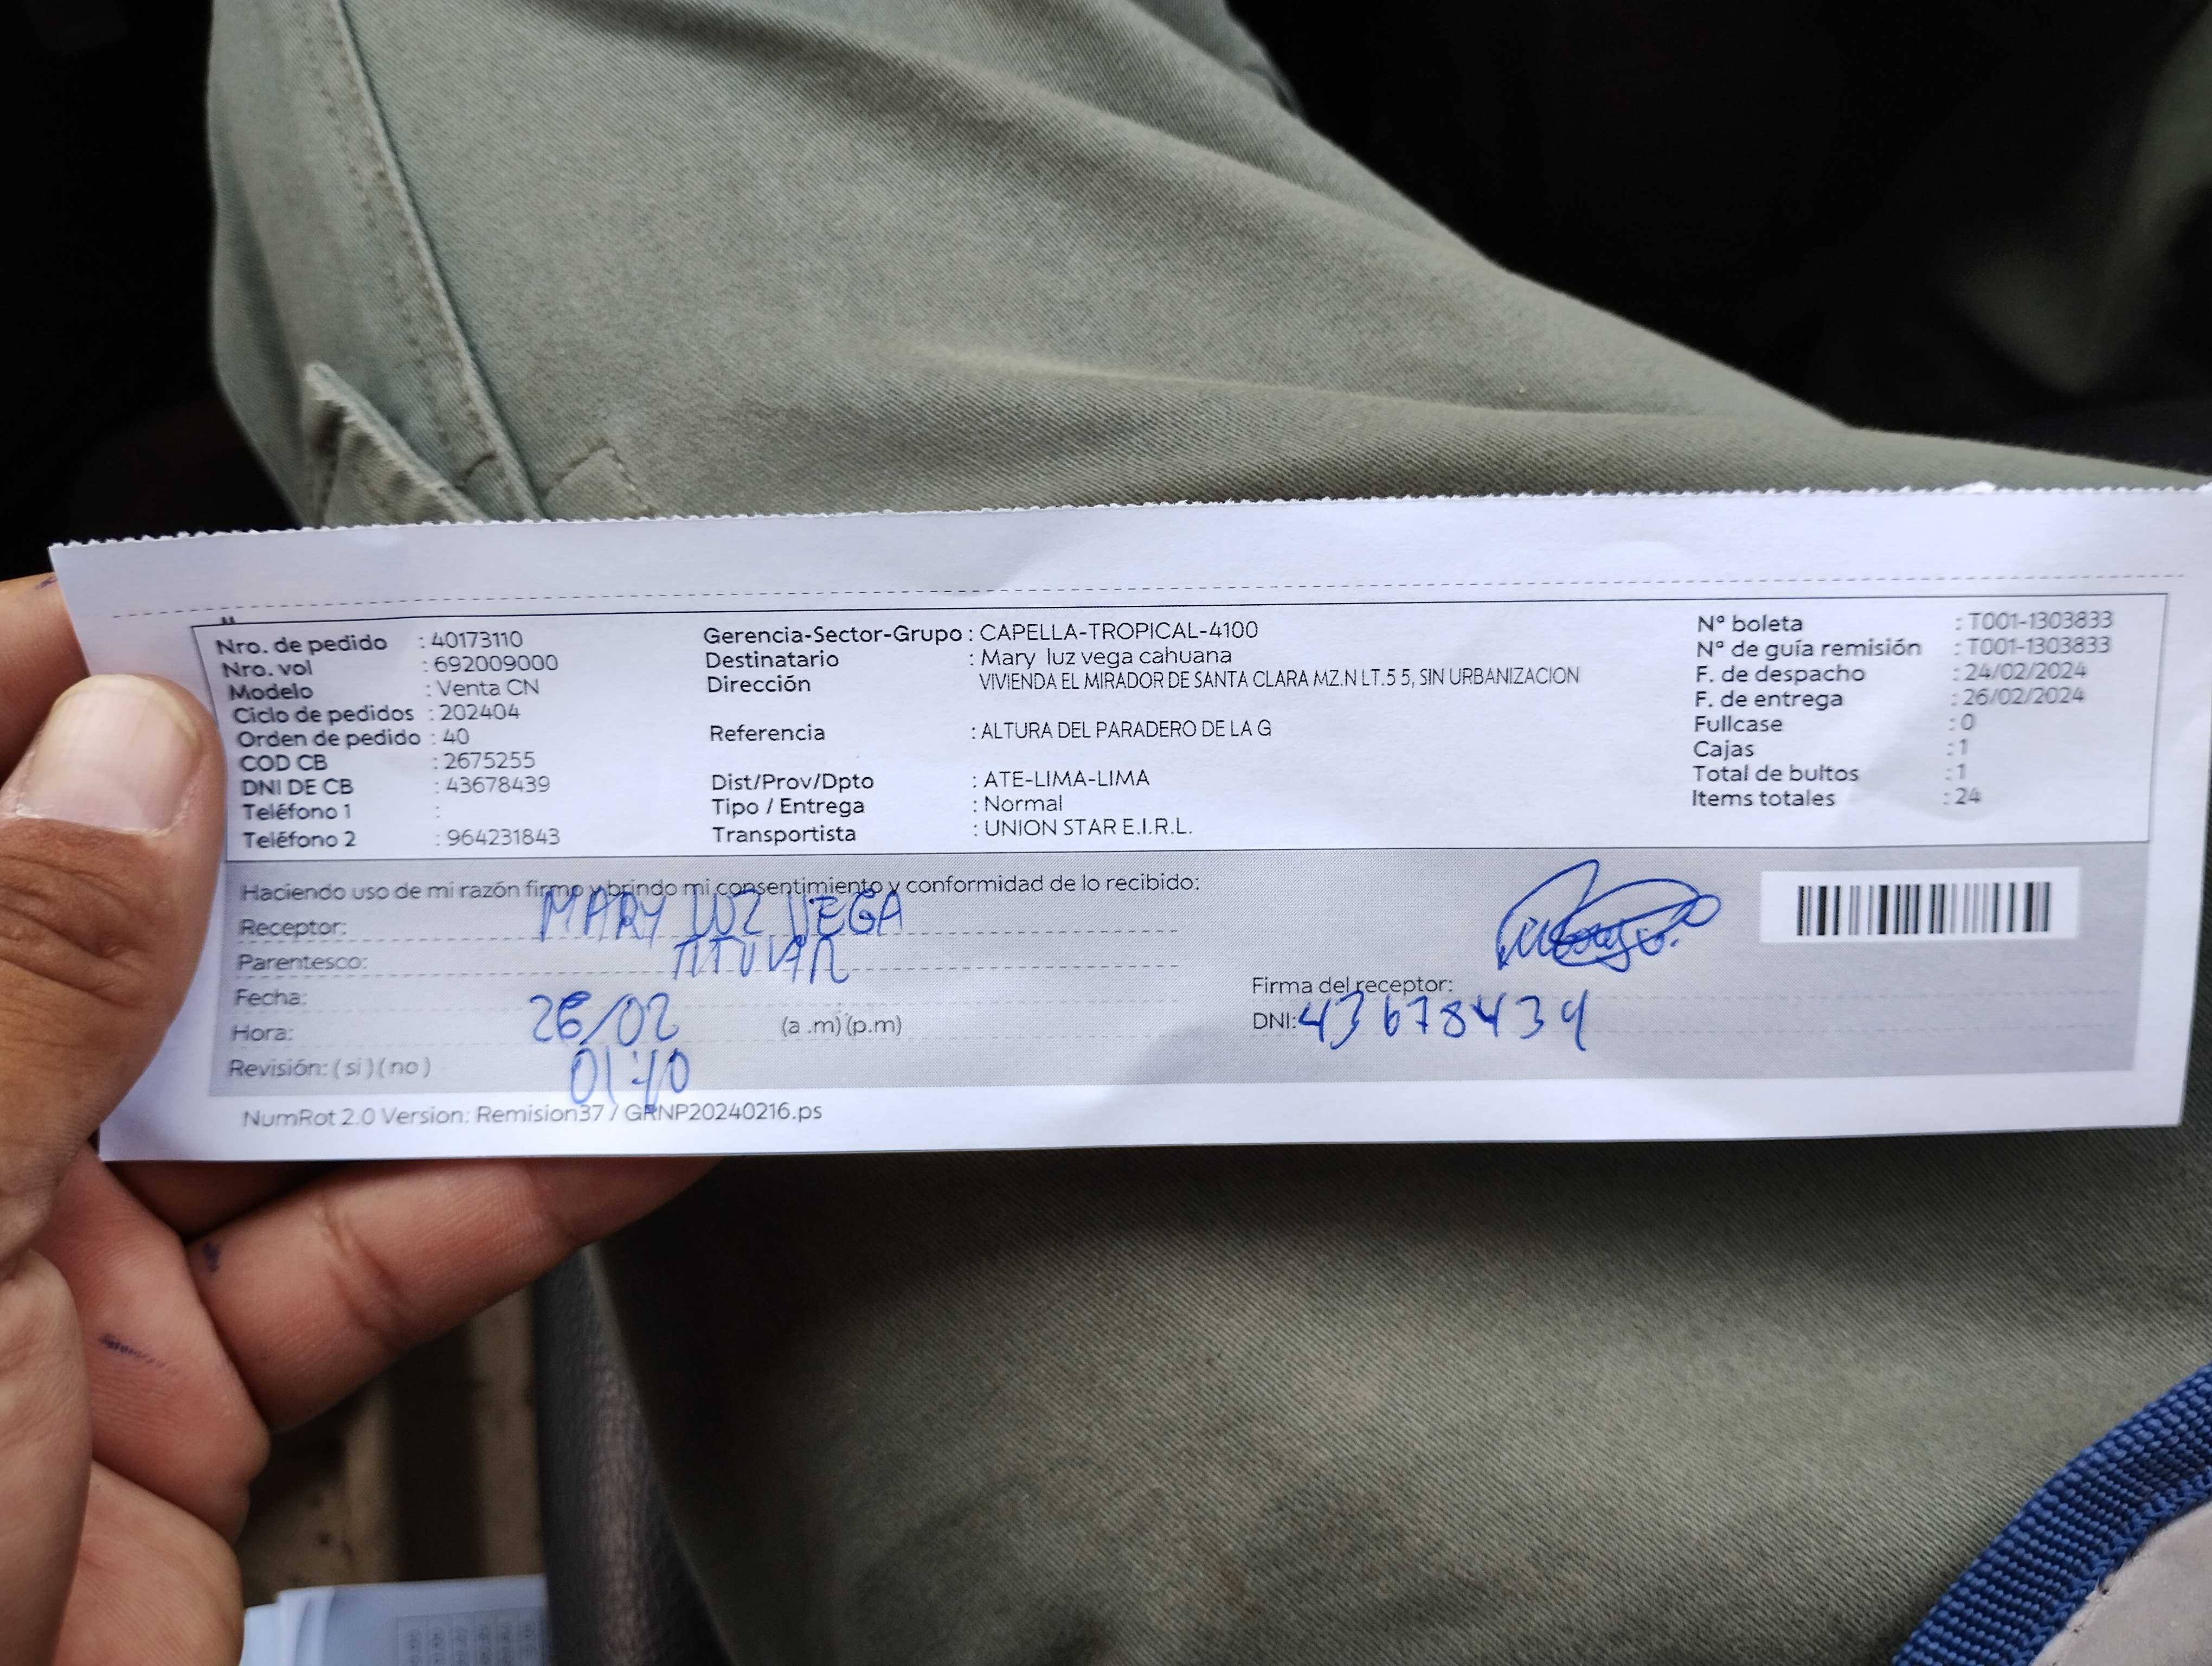 Nro. de pedido : 40173110
Nro. vol : 692009000
Modelo : Venta CN
Ciclo de pedidos : 202404
Orden de pedido : 40
COD CB : 2675255
DNI DE CB : 43678439
Teléfono 1 :
Teléfono 2 : 964231843
Gerencia-Sector-Grupo : CAPELLA-TROPICAL-4100
Destinatario : Mary luz vega cahuana
Dirección VIVIENDA EL MIRADOR DE SANTA CLARA MZ.N LT.5 5, SIN URBANIZACION
Referencia : ALTURA DEL PARADERO DE LA G
Dist/Prov/Dpto : ATE-LIMA-LIMA
Tipo / Entrega : Normal
Transportista : UNION STAR E.I.R.L.
N° boleta : T001-1303833
N° de guía remisión : T001-1303833
F. de despacho : 24/02/2024
F. de entrega : 26/02/2024
Fullcase : 0
Cajas : 1
Total de bultos : 1
Items totales : 24
Haciendo uso de mi razón firmo y brindo mi consentimiento y conformidad de lo recibido:
Receptor: MARY LUZ VEGA
Parentesco: TITULAR
Fecha: 26/02
Hora: (a .m) (p.m)
Revisión: ( si ) ( no )
Firma del receptor:
DNI: 43678439
NumRot 2.0 Version: Remision37 / GRNP20240216.ps